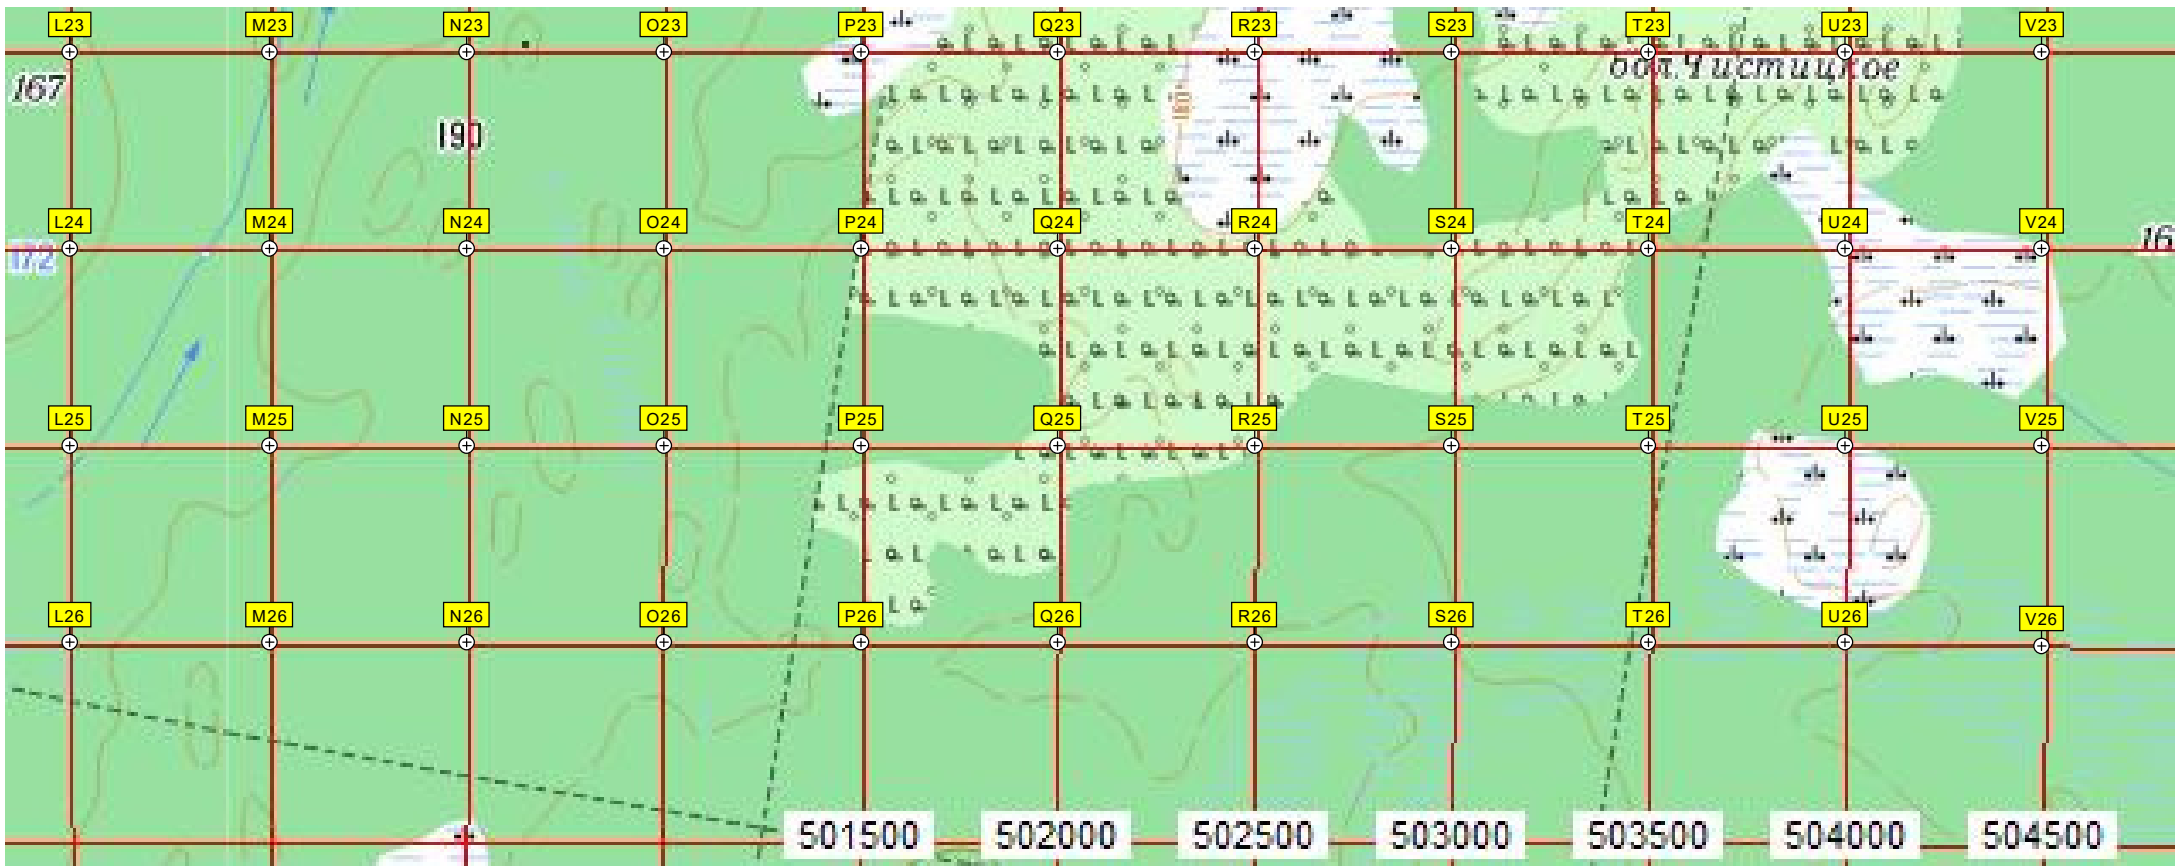 L23 M23 N23 O23 P23 Q23 R23 S23 T23 U23 V23
бол.Чистицкое
167
190
160
L24 M24 N24 O24 P24 Q24 R24 S24 T24 U24 V24
172
16
L25 M25 N25 O25 P25 Q25 R25 S25 T25 U25 V25
L26 M26 N26 O26 P26 Q26 R26 S26 T26 U26 V26
501500 502000 502500 503000 503500 504000 504500